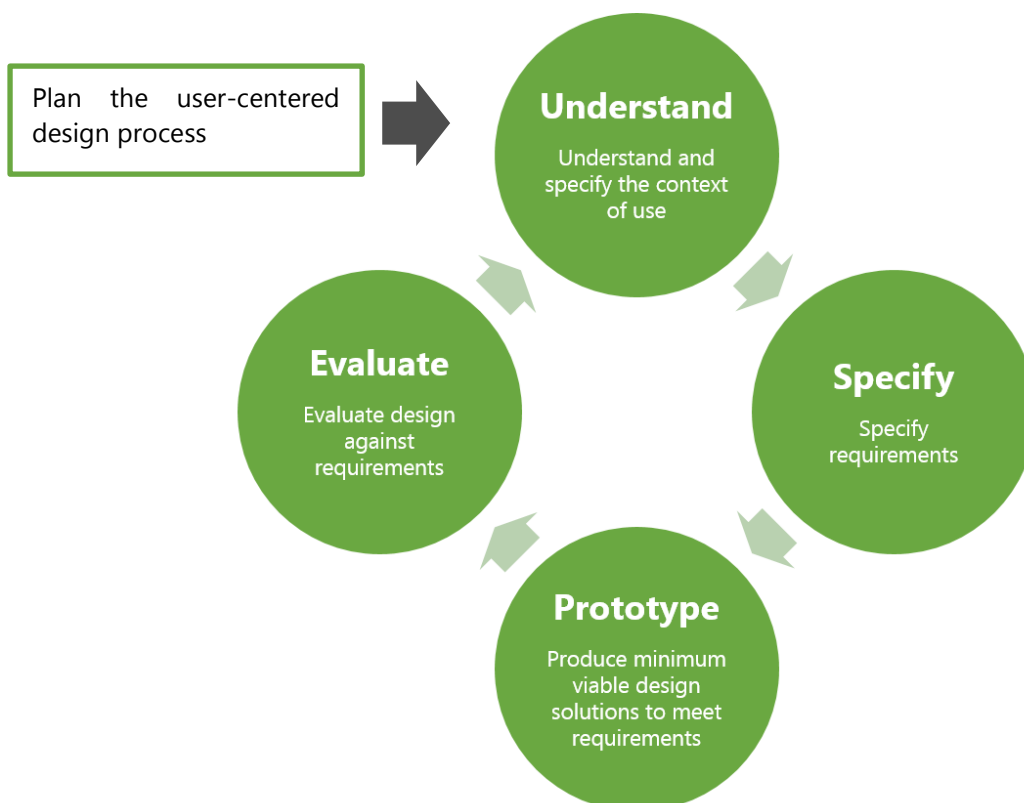 Plan the user-centered
design process
Understand
Understand and
specify the context
of use
Specify
Specify
requirements
Prototype
Produce minimum
viable design
solutions to meet
requirements
Evaluate
Evaluate design
against
requirements